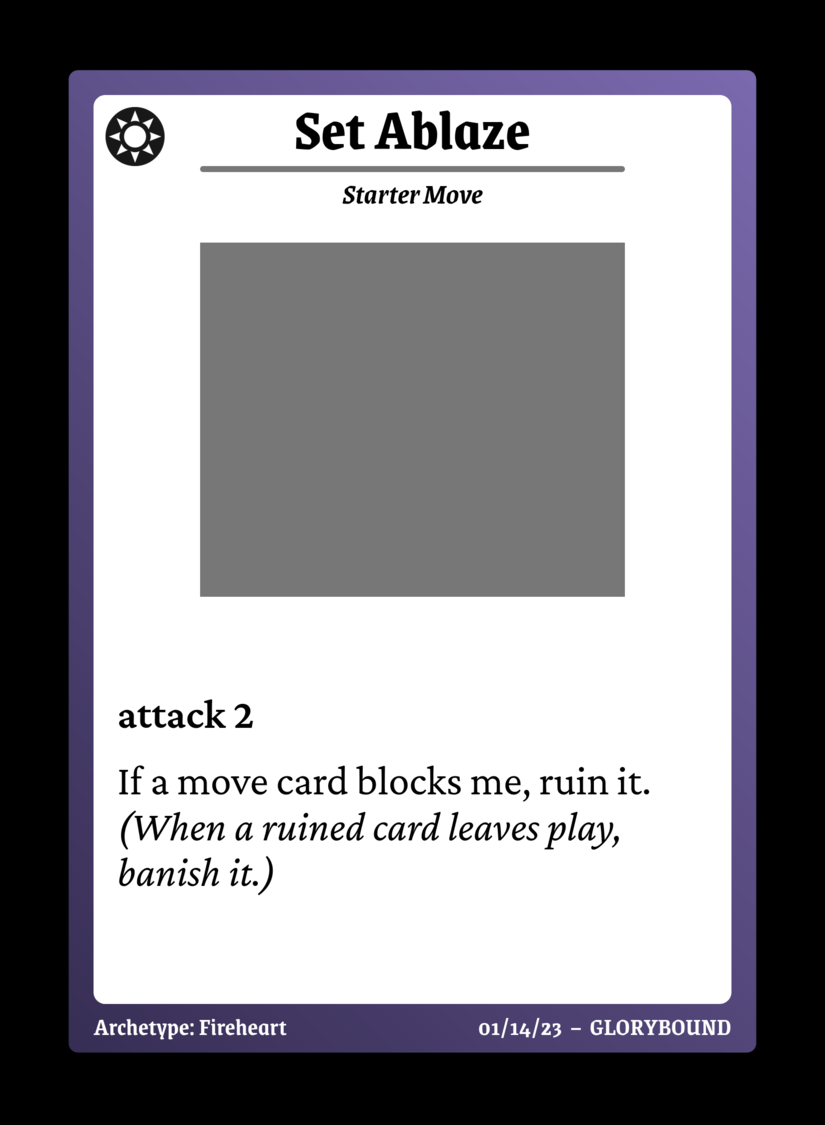 Set Ablaze
Starter Move
attack 2
If a move card blocks me, ruin it.
(When a ruined card leaves play,
banish it.)
Archetype: Fireheart
01/14/23 – GLORYBOUND